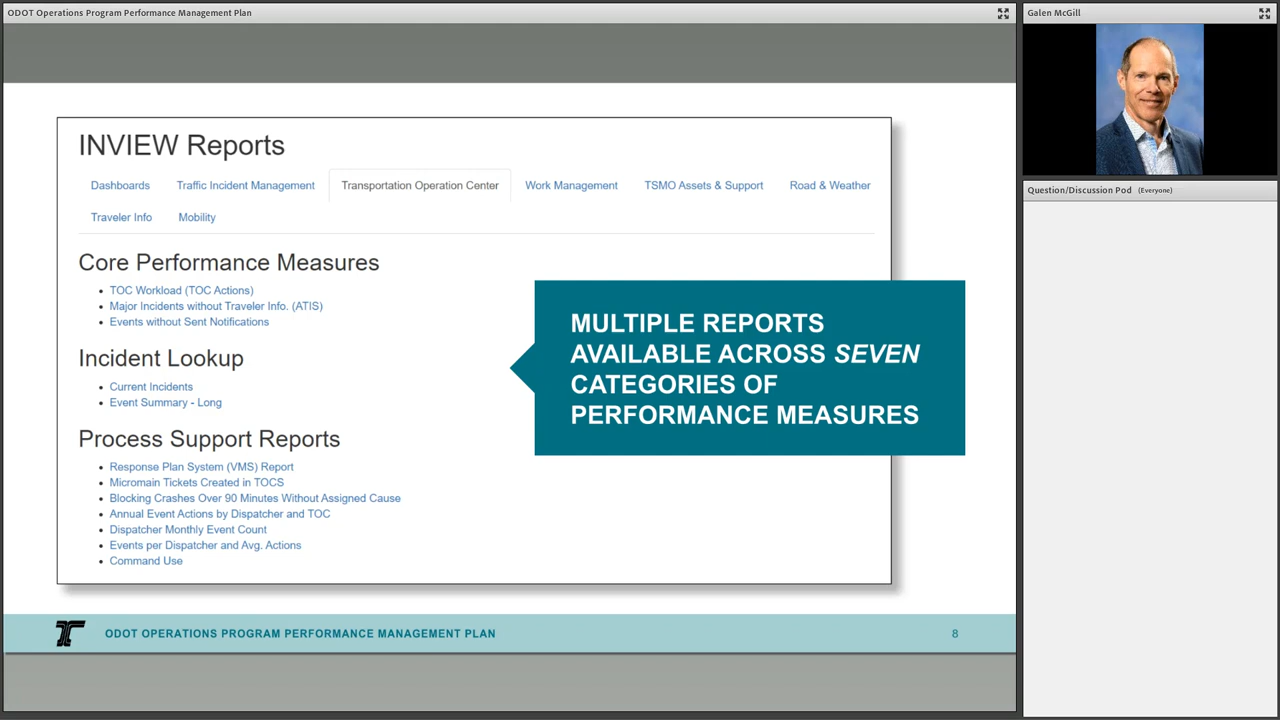 ODOT Operations Program Performance Management Plan
Galen McGill
Question/Discussion Pod (Everyone)
INVIEW Reports
Dashboards Traffic Incident Management Transportation Operation Center Work Management TSMO Assets & Support Road & Weather
Traveler Info Mobility
Core Performance Measures
TOC Workload (TOC Actions)
Major Incidents without Traveler Info. (ATIS)
Events without Sent Notifications
Incident Lookup
Current Incidents
Event Summary - Long
Process Support Reports
Response Plan System (VMS) Report
Micromain Tickets Created in TOCS
Blocking Crashes Over 90 Minutes Without Assigned Cause
Annual Event Actions by Dispatcher and TOC
Dispatcher Monthly Event Count
Events per Dispatcher and Avg. Actions
Command Use
MULTIPLE REPORTS
AVAILABLE ACROSS SEVEN
CATEGORIES OF
PERFORMANCE MEASURES
ODOT OPERATIONS PROGRAM PERFORMANCE MANAGEMENT PLAN
8